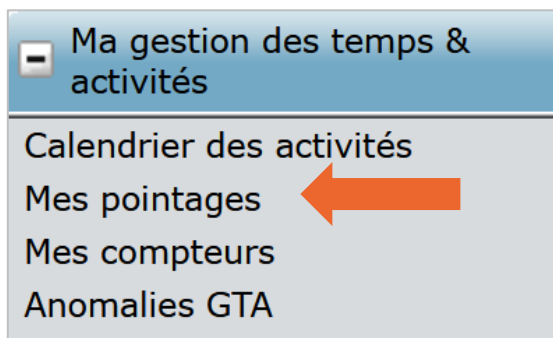 Ma gestion des temps &
activités
Calendrier des activités
Mes pointages
Mes compteurs
Anomalies GTA